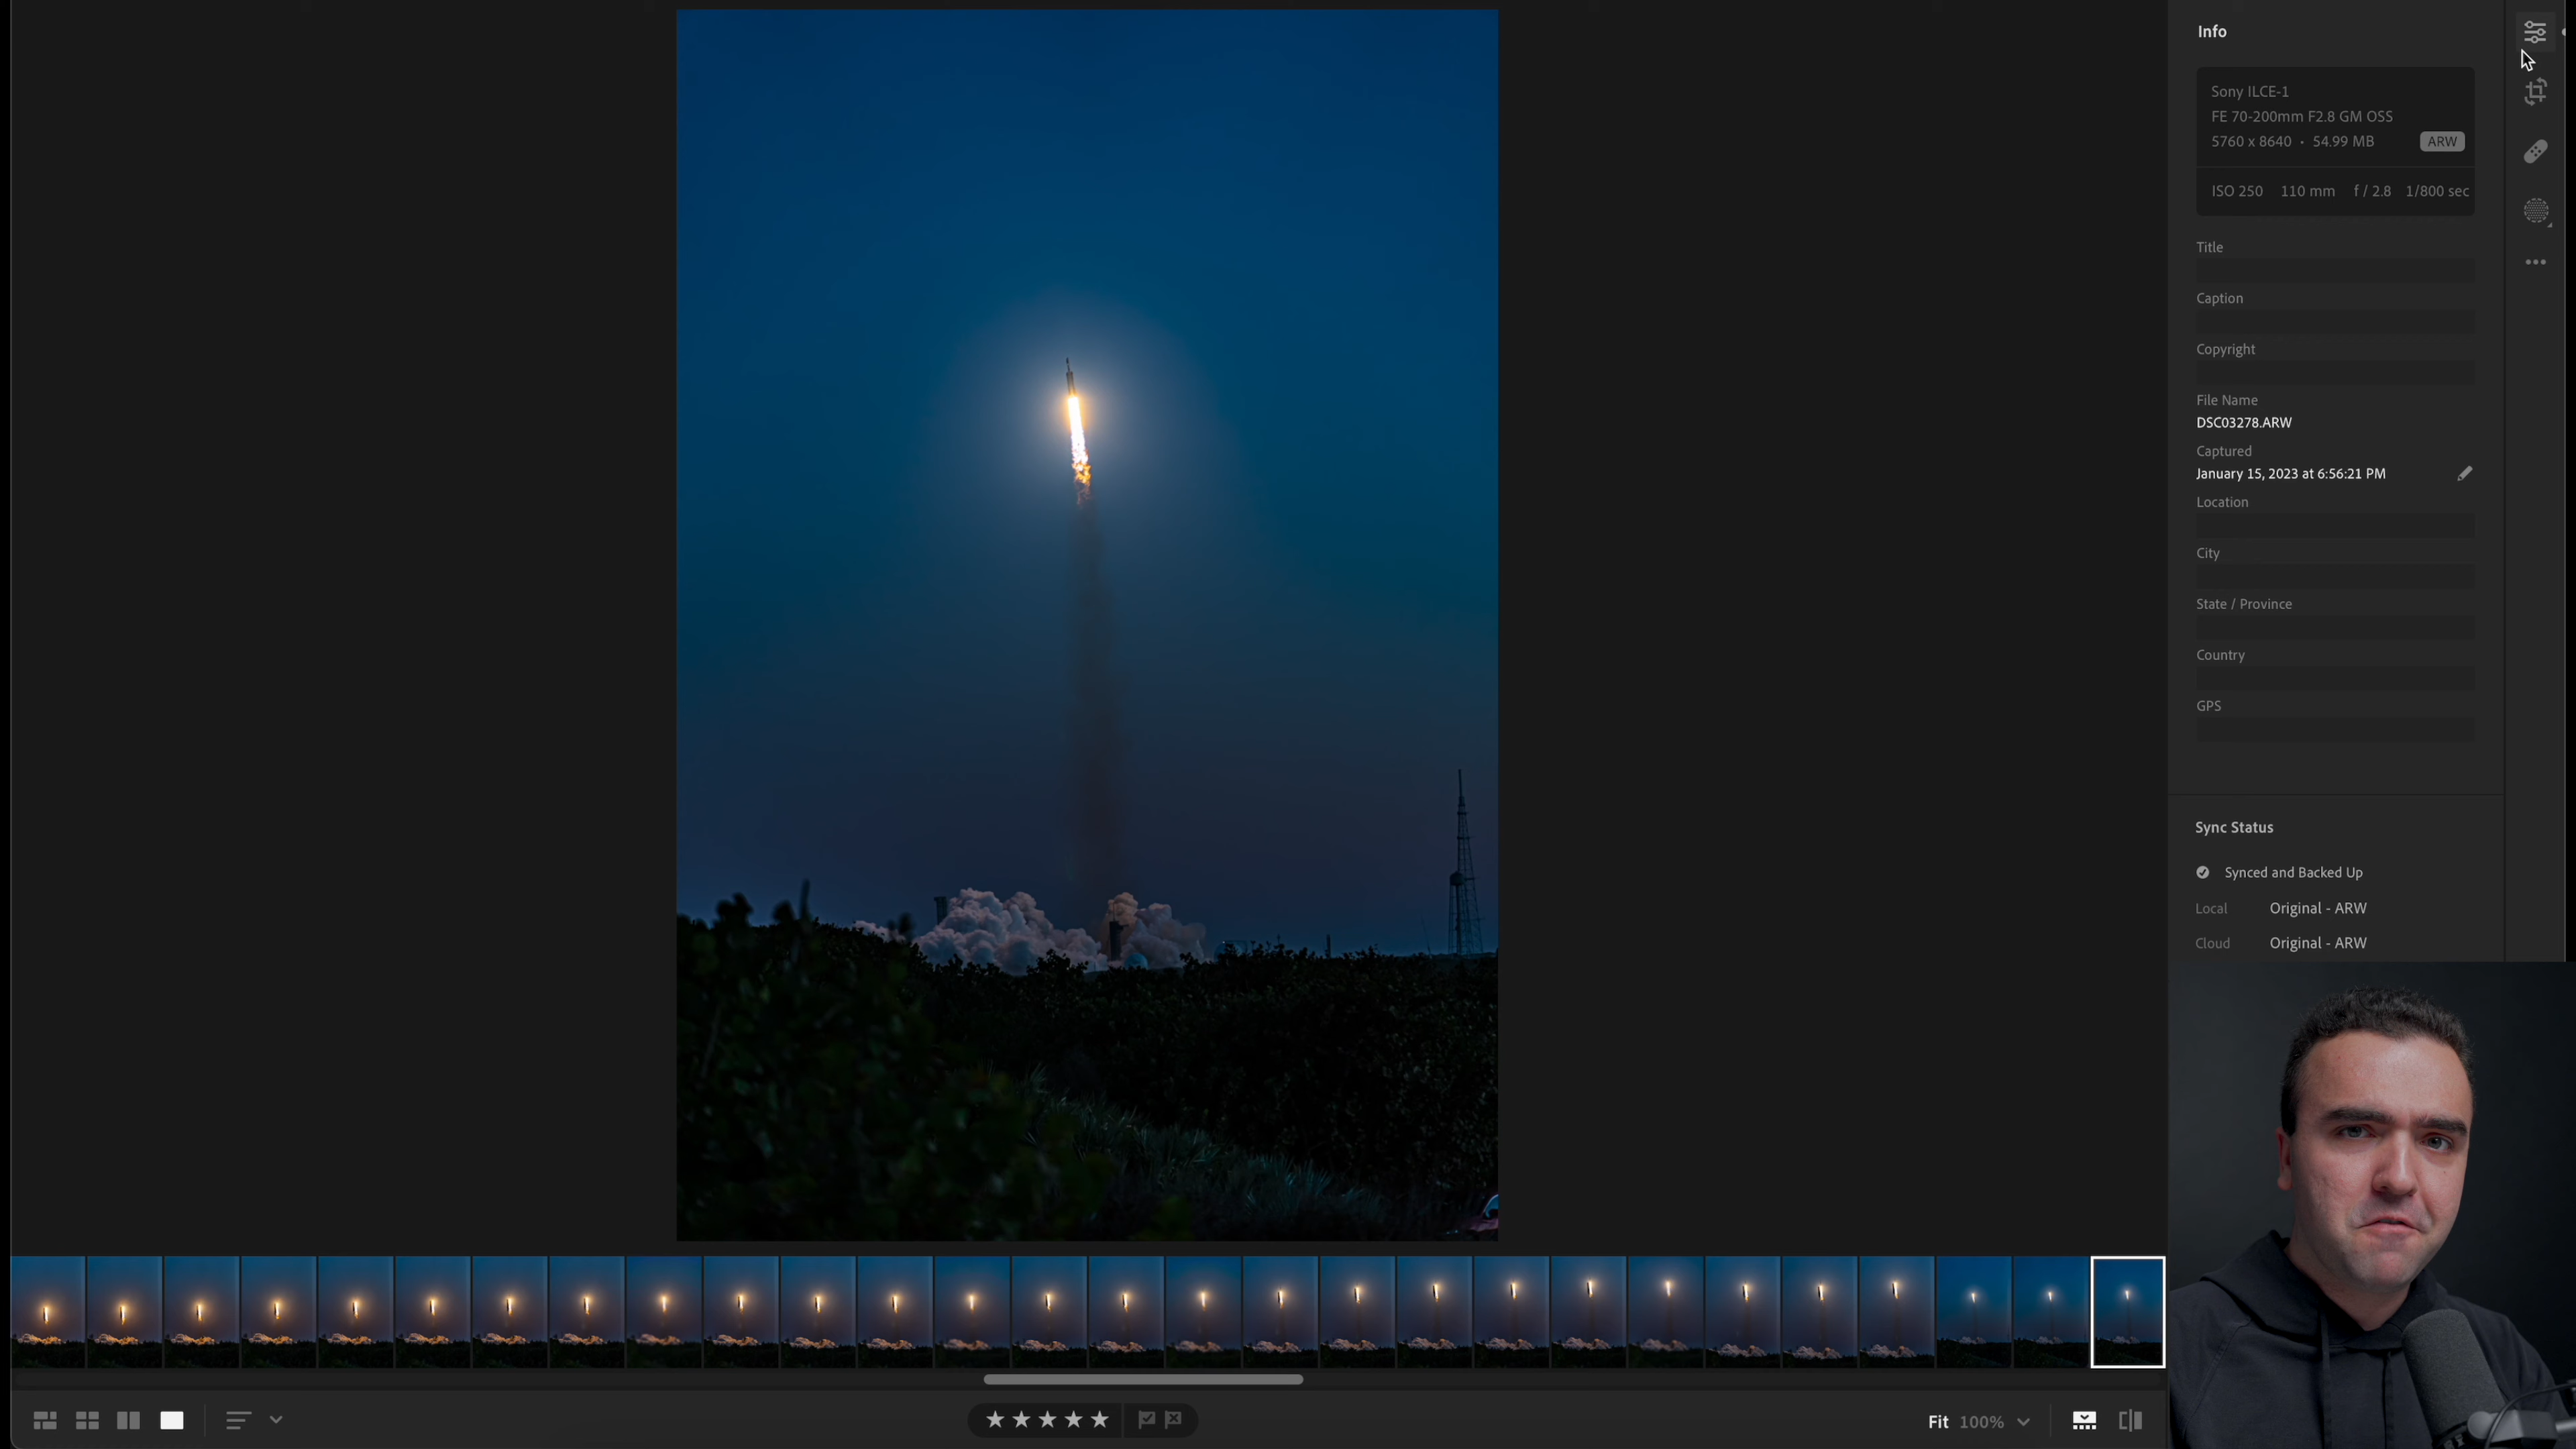 Info
Sony ILCE-1
FE 70-200mm F2.8 GM OSS
5760 x 8640 • 54.99 MB ARW
ISO 250 110 mm f / 2.8 1/800 sec
Title
Caption
Copyright
File Name
DSC03278.ARW
Captured
January 15, 2023 at 6:56:21 PM
Location
City
State / Province
Country
GPS
Sync Status
Synced and Backed Up
Local Original - ARW
Cloud Original - ARW
Fit 100%